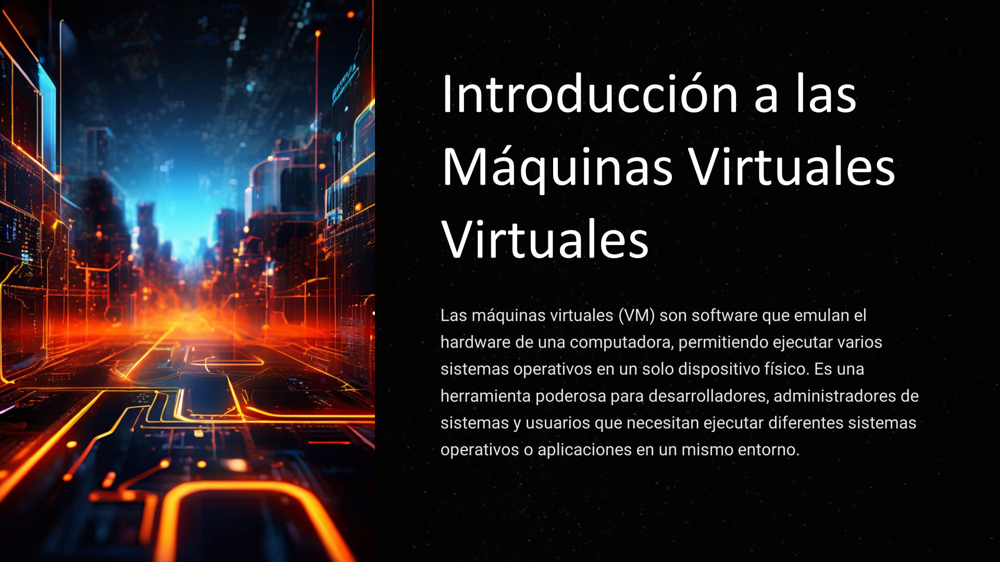 Introducción a las
Máquinas Virtuales
Virtuales
Las máquinas virtuales (VM) son software que emulan el
hardware de una computadora, permitiendo ejecutar varios
sistemas operativos en un solo dispositivo físico. Es una
herramienta poderosa para desarrolladores, administradores de
sistemas y usuarios que necesitan ejecutar diferentes sistemas
operativos o aplicaciones en un mismo entorno.